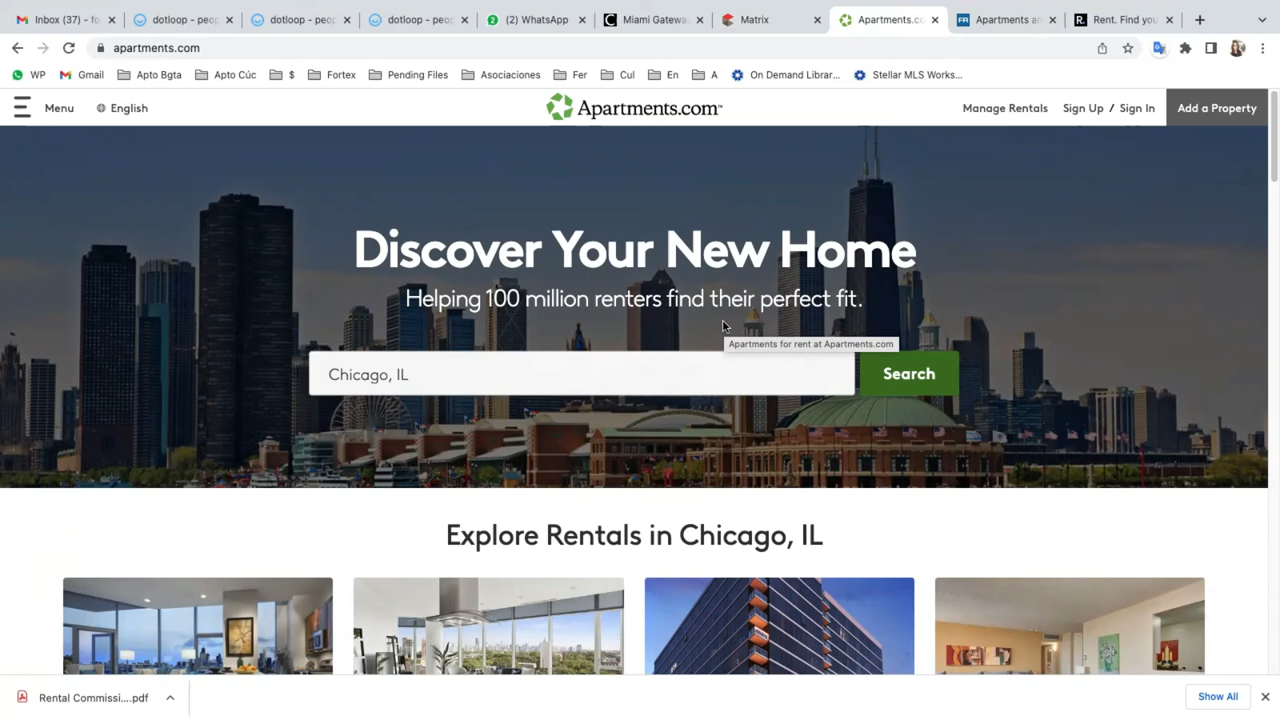 Inbox (37) - fo
dotloop - peop
dotloop - peop
dotloop - peop
(2) WhatsApp
Miami Gatewa
Matrix
Apartments.co
Apartments an
Rent. Find you
apartments.com
WP
Gmail
Apto Bgta
Apto Cúc
$
Fortex
Pending Files
Asociaciones
Fer
Cul
En
A
On Demand Librar...
Stellar MLS Works...
Menu
English
Apartments.com™
Manage Rentals
Sign Up / Sign In
Add a Property
Discover Your New Home
Helping 100 million renters find their perfect fit.
Apartments for rent at Apartments.com
Chicago, IL
Search
Explore Rentals in Chicago, IL
Rental Commissi....pdf
Show All